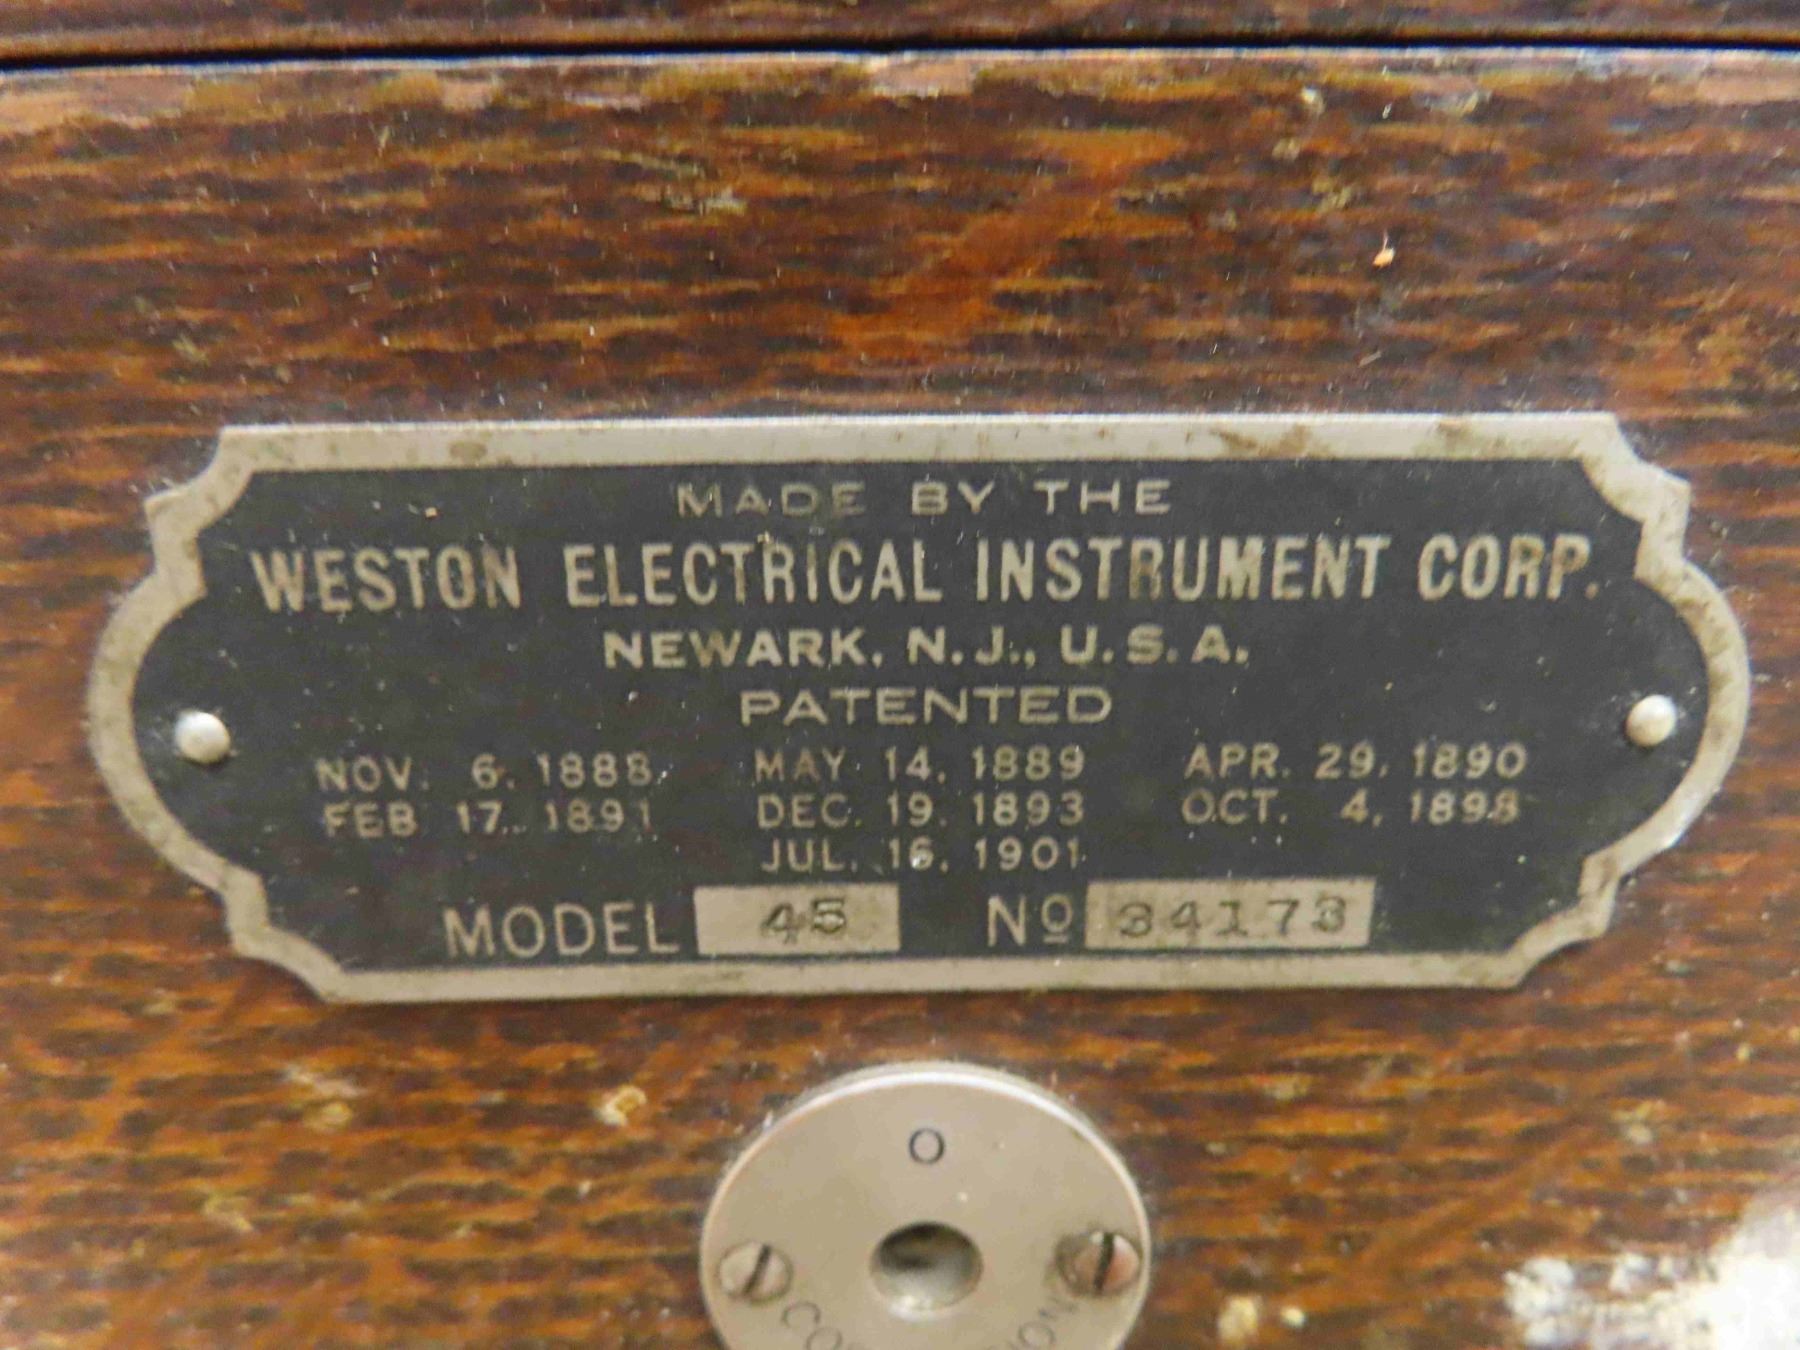 MADE BY THE
WESTON ELECTRICAL INSTRUMENT CORP.
NEWARK, N.J., U.S.A.
PATENTED
NOV. 6, 1888, MAY 14, 1889 APR. 29, 1890
FEB 17, 1891 DEC. 19, 1893 OCT. 4, 1898
JUL. 16, 1901
MODEL 45 No 34173
O